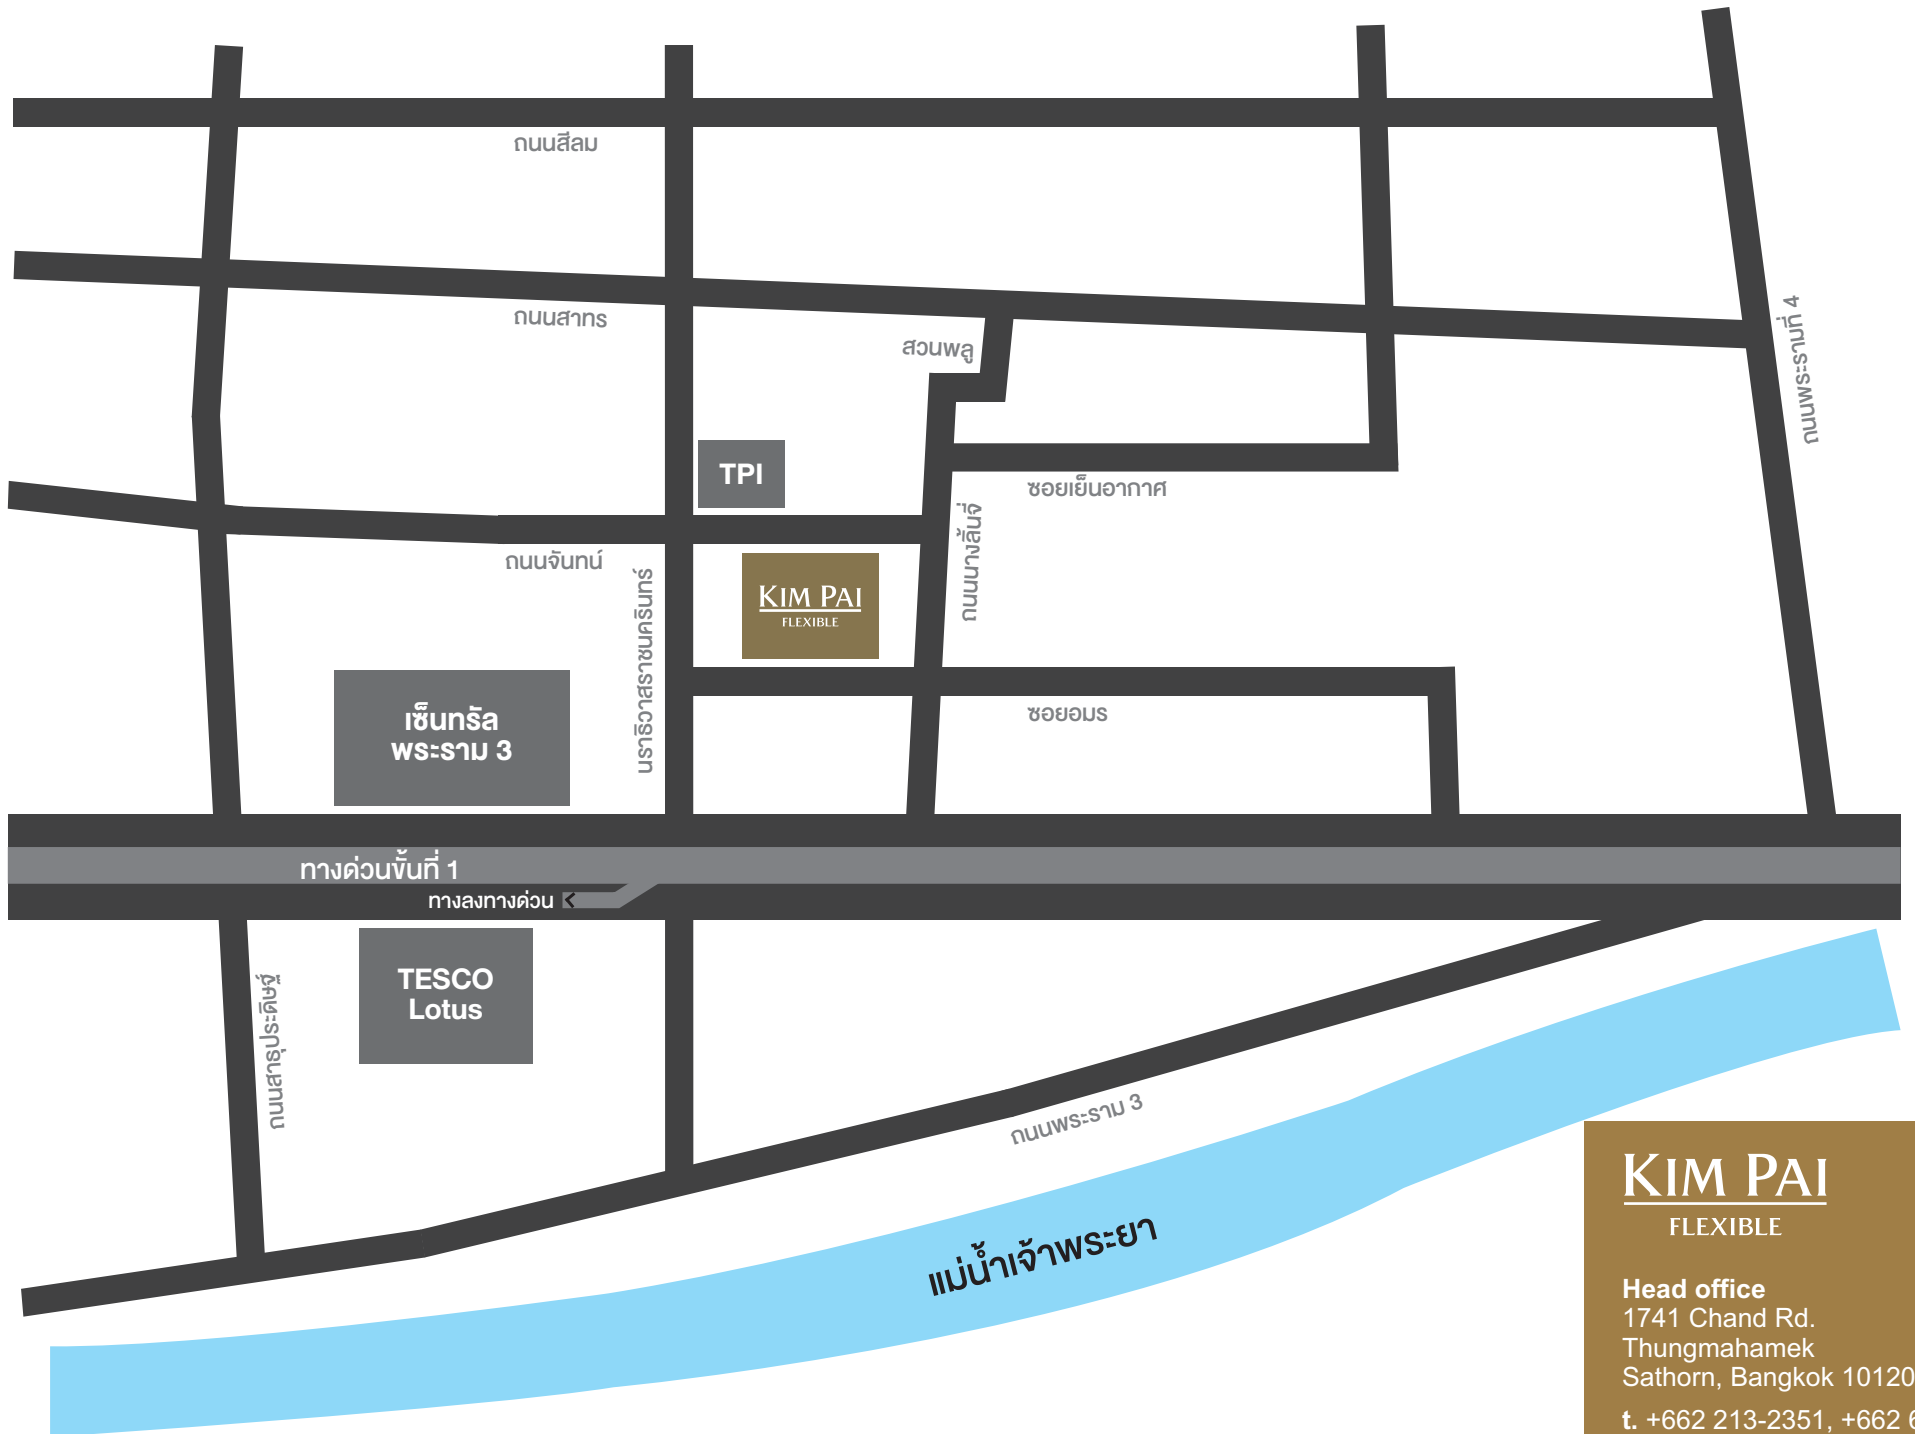 ถนนสีลม
ถนนสาทร
ถนนพระรามที่ 4
สวนพลู
TPI
ซอยเย็นอากาศ
ถนนนางลิ้นจี่
ถนนจันทน์
นราธิวาสราชนครินทร์
KIM PAI
FLEXIBLE
เซ็นทรัล
พระราม 3
ซอยอมร
ทางด่วนขั้นที่ 1
ทางลงทางด่วน
TESCO
Lotus
ถนนสาธุประดิษฐ์
ถนนพระราม 3
แม่น้ำเจ้าพระยา
KIM PAI
FLEXIBLE
Head office
1741 Chand Rd.
Thungmahamek
Sathorn, Bangkok 10120
t. +662 213-2351, +662 6